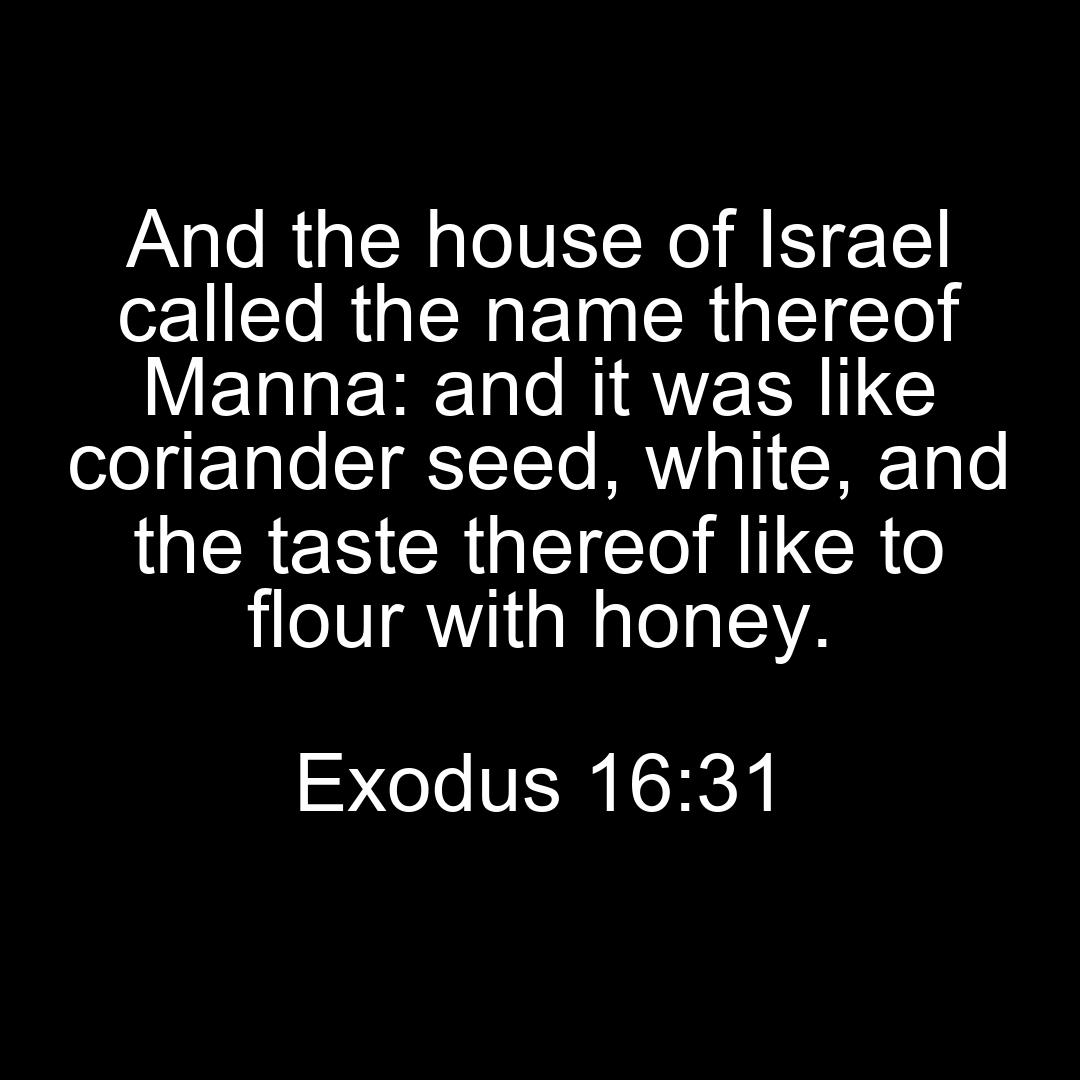 And the house of Israel
called the name thereof
Manna: and it was like
coriander seed, white, and
the taste thereof like to
flour with honey.
Exodus 16:31